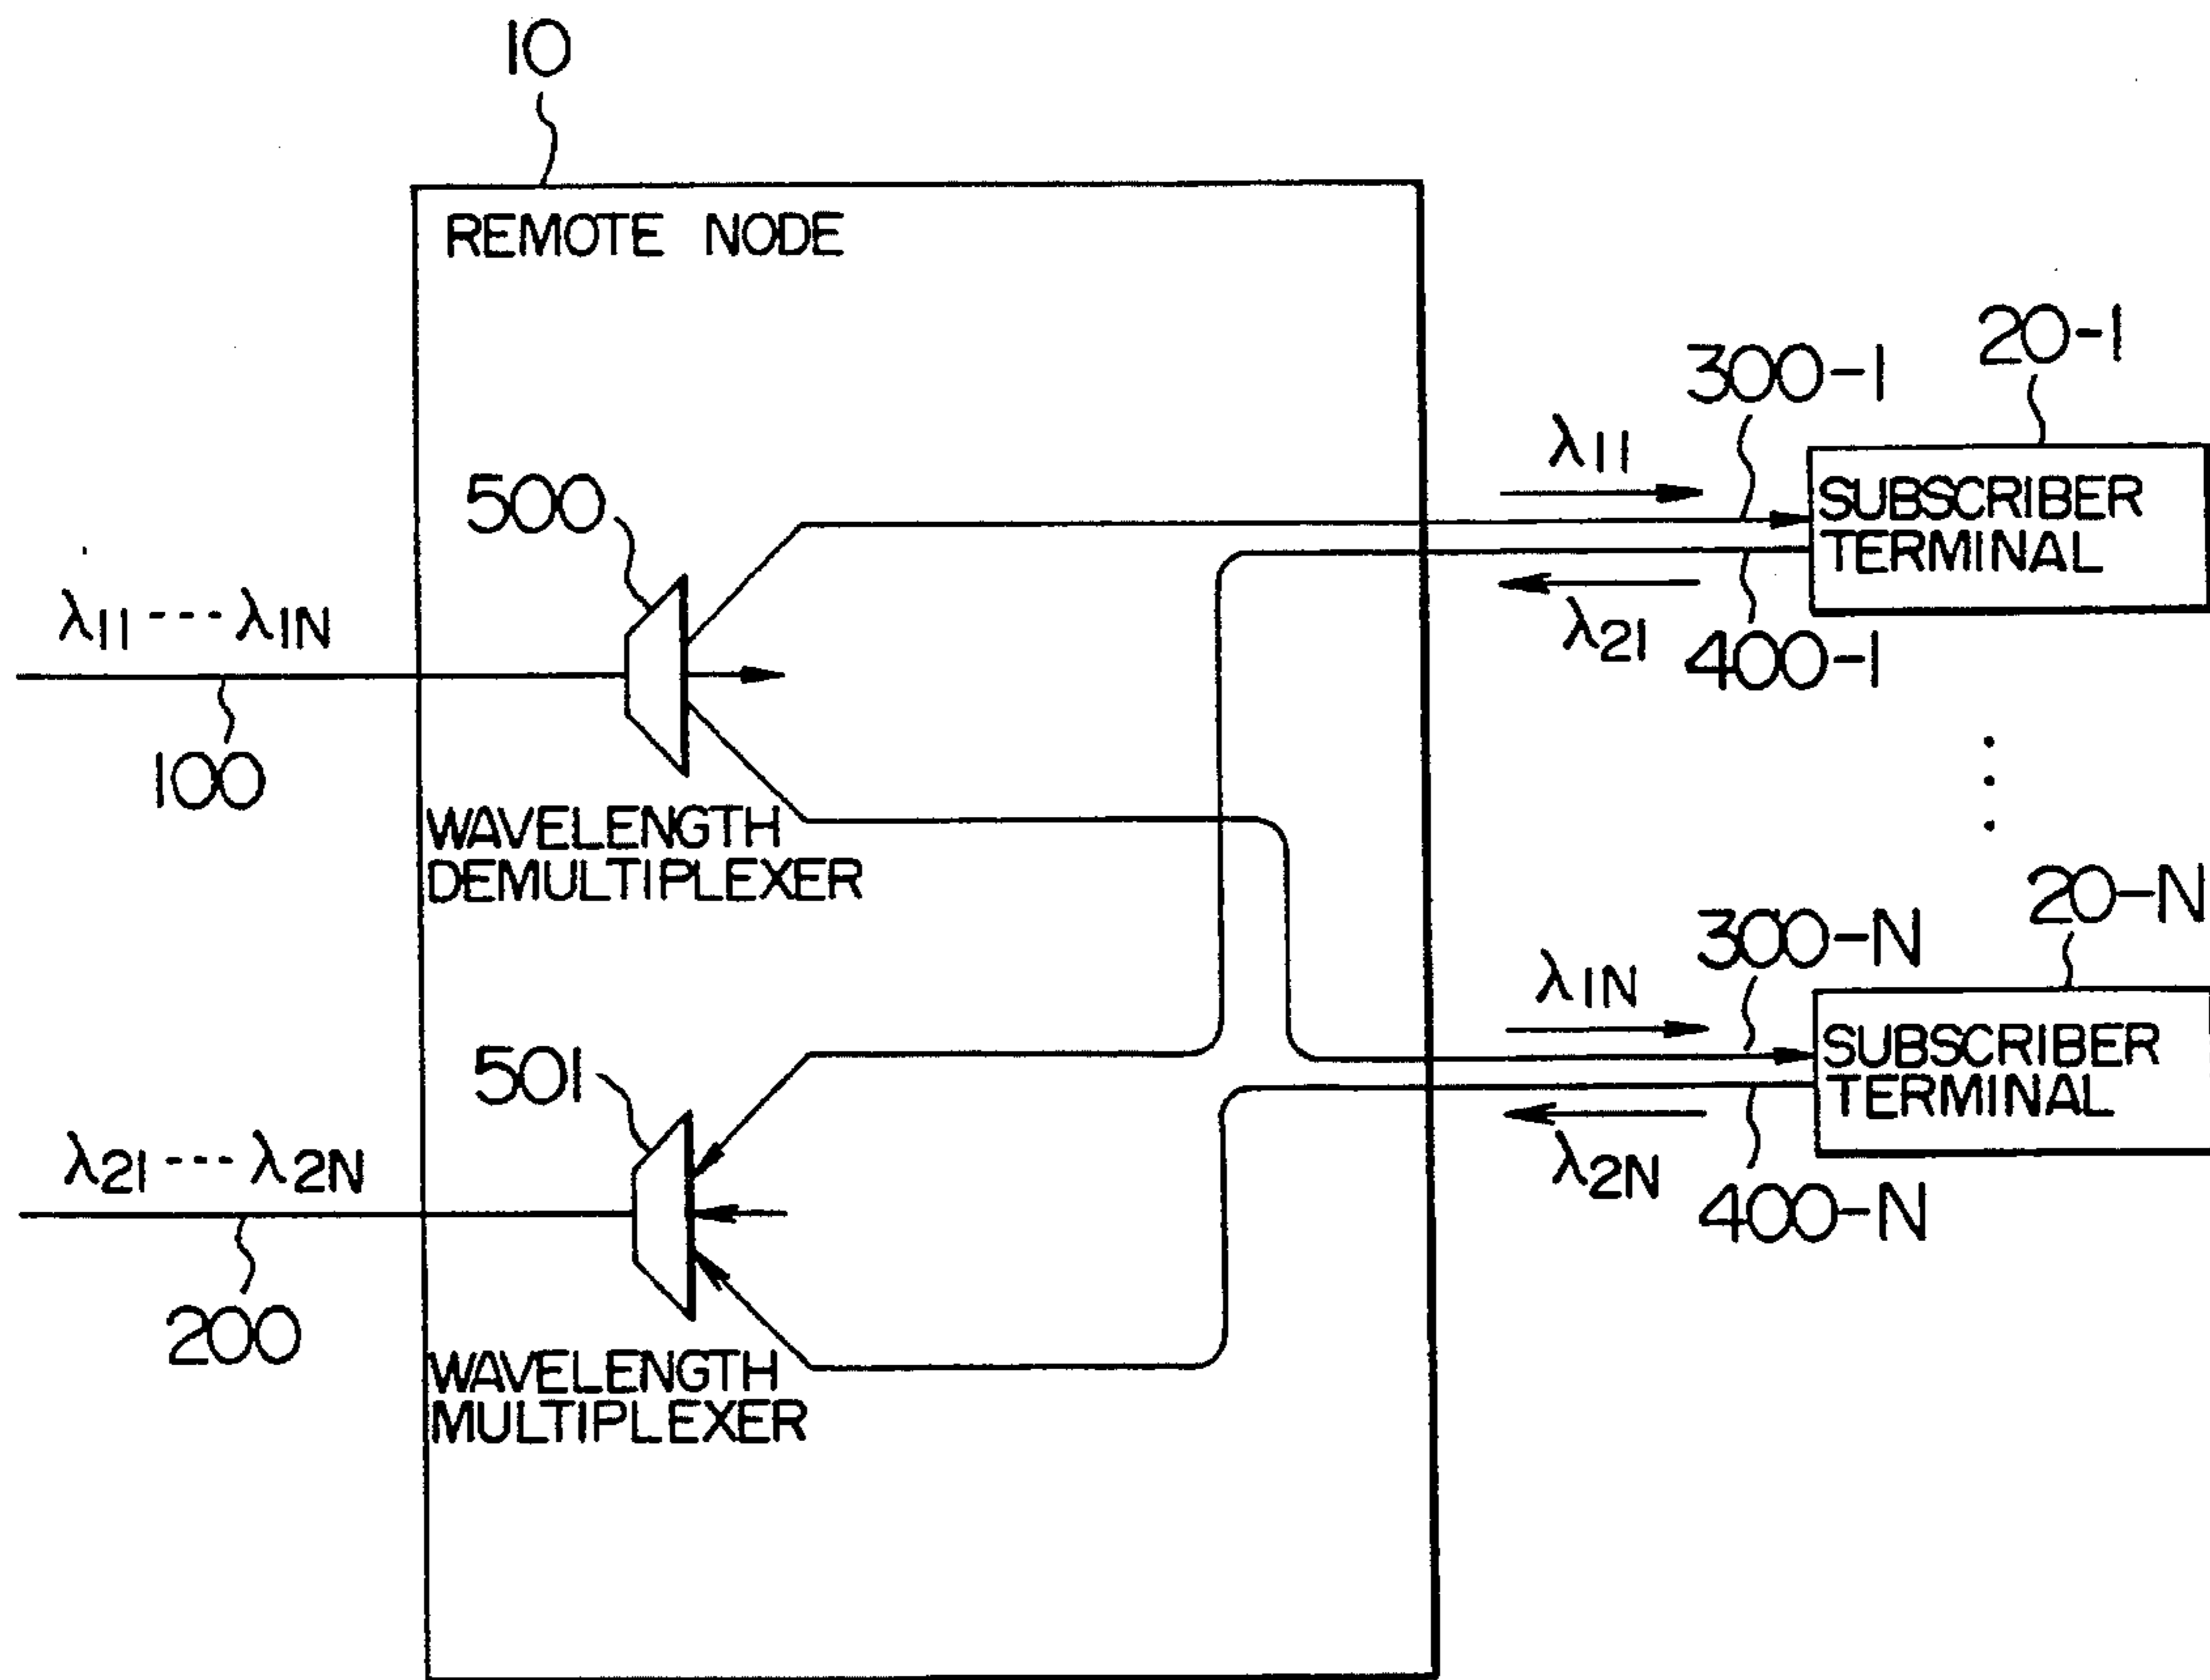 10
REMOTE NODE
20-1
300-1
λ11
500
SUBSCRIBER
TERMINAL
λ11 --- λ1N
λ21
400-1
100
WAVELENGTH
DEMULTIPLEXER
20-N
300-N
λ1N
501
SUBSCRIBER
TERMINAL
λ21 --- λ2N
λ2N
400-N
200
WAVELENGTH
MULTIPLEXER